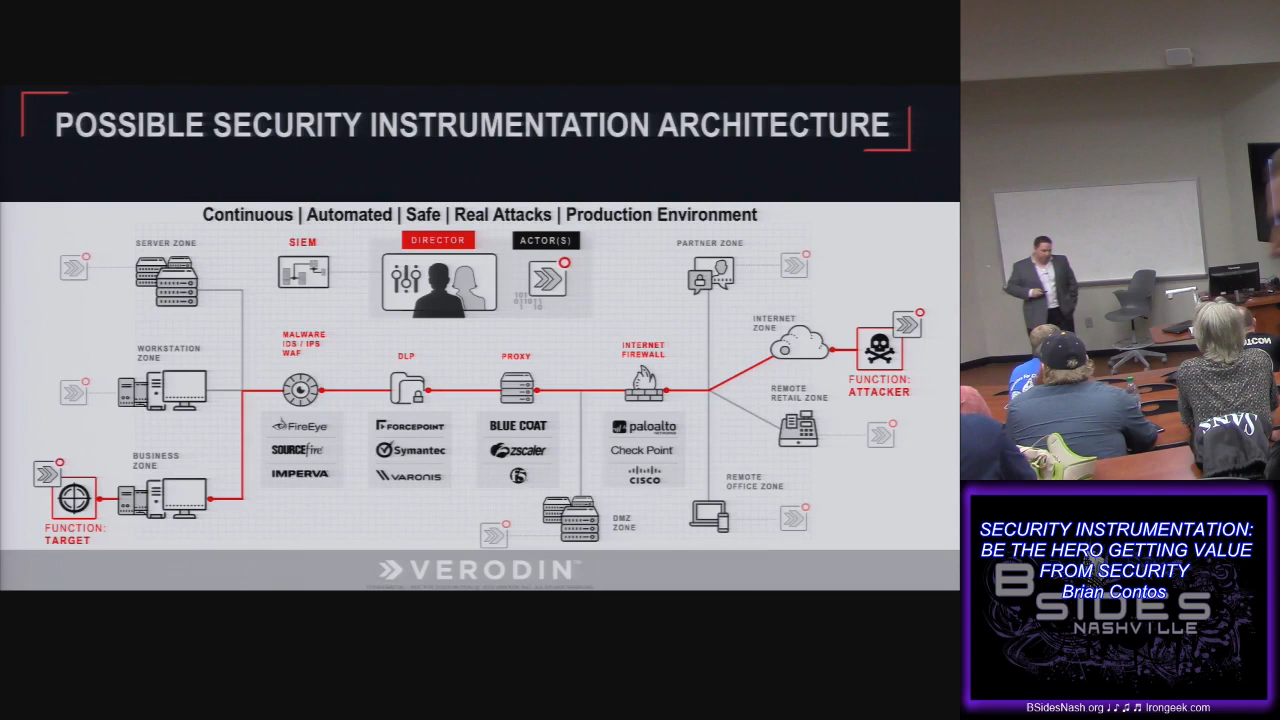 POSSIBLE SECURITY INSTRUMENTATION ARCHITECTURE
Continuous | Automated | Safe | Real Attacks | Production Environment
SERVER ZONE
SIEM
DIRECTOR
ACTOR(S)
PARTNER ZONE
INTERNET
ZONE
WORKSTATION
ZONE
MALWARE
IDS / IPS
WAF
DLP
PROXY
INTERNET
FIREWALL
FUNCTION:
ATTACKER
REMOTE
RETAIL ZONE
FireEye
SOURCEfire
IMPERVA
FORCEPOINT
Symantec
VARONIS
BLUE COAT
zscaler
f5
paloalto
NETWORKS
Check Point
CISCO
BUSINESS
ZONE
FUNCTION:
TARGET
REMOTE
OFFICE ZONE
DMZ
ZONE
VERODIN
SANS
SECURITY INSTRUMENTATION:
BE THE HERO GETTING VALUE
FROM SECURITY
Brian Contos
BSIDES
NASHVILLE
BSidesNash.org ♩ ♪ ♫ ♬ Irongeek.com